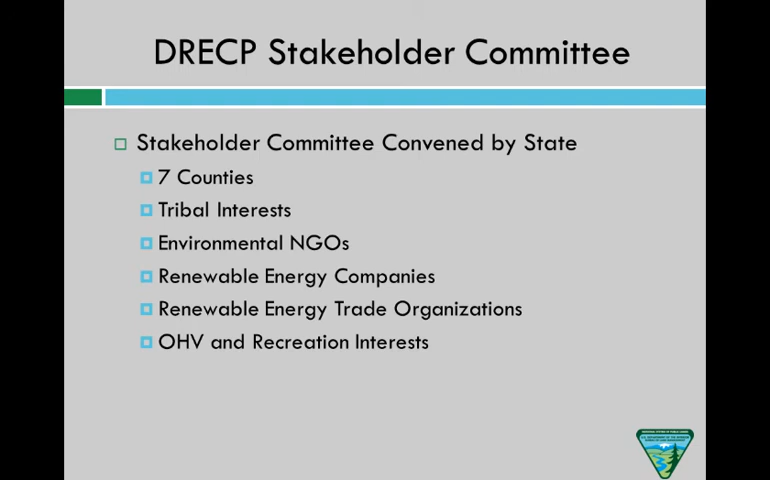 DRECP Stakeholder Committee
Stakeholder Committee Convened by State
7 Counties
Tribal Interests
Environmental NGOs
Renewable Energy Companies
Renewable Energy Trade Organizations
OHV and Recreation Interests